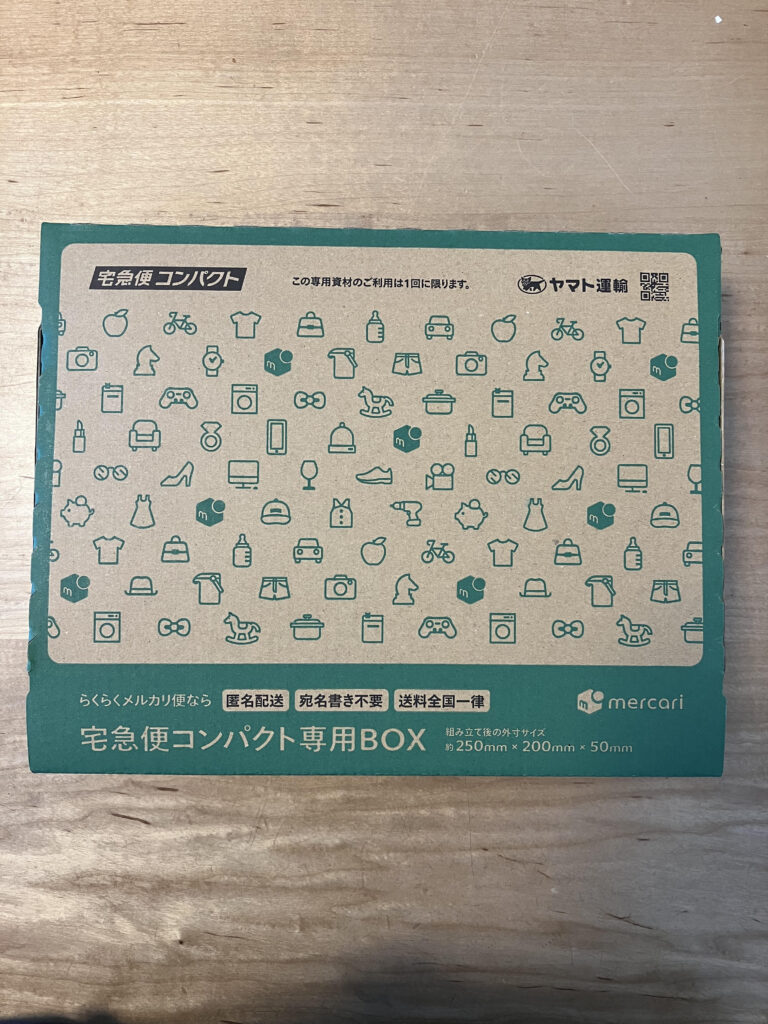 宅急便コンパクト
この専用資材のご利用は1回に限ります。
ヤマト運輸
らくらくメルカリ便なら 匿名配送 宛名書き不要 送料全国一律
mercari
宅急便コンパクト専用BOX
組み立て後の外寸サイズ
約250mm×200mm×50mm